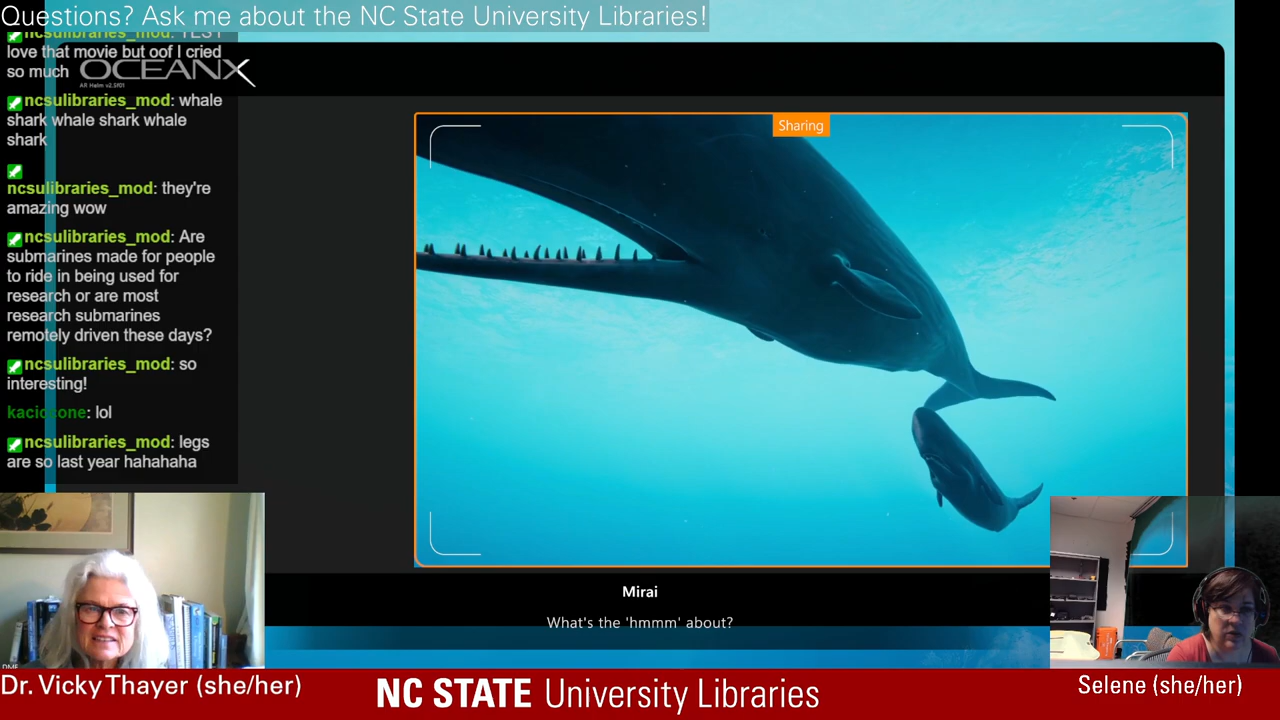 Questions? Ask me about the NC State University Libraries!
ncsulibraries_mod: YES I
love that movie but oof I cried
so much
OCEANX
ncsulibraries_mod: whale
shark whale shark whale
shark
ncsulibraries_mod: they're
amazing wow
ncsulibraries_mod: Are
submarines made for people
to ride in being used for
research or are most
research submarines
remotely driven these days?
ncsulibraries_mod: so
interesting!
kaciocone: lol
ncsulibraries_mod: legs
are so last year hahahaha
Sharing
Mirai
What's the 'hmmm' about?
Dr. Vicky Thayer (she/her)
NC STATE University Libraries
Selene (she/her)